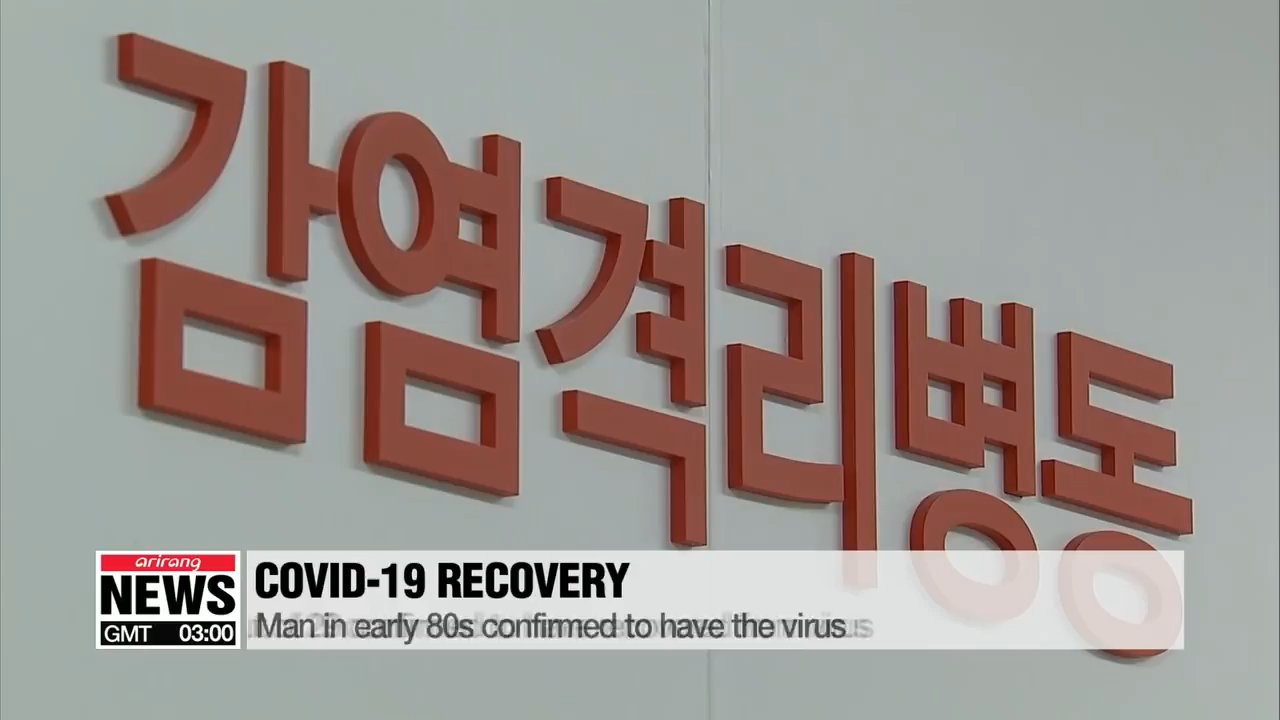 감염격리병동
arirang
NEWS
GMT 03:00
COVID-19 RECOVERY
Man in early 80s confirmed to have the virus